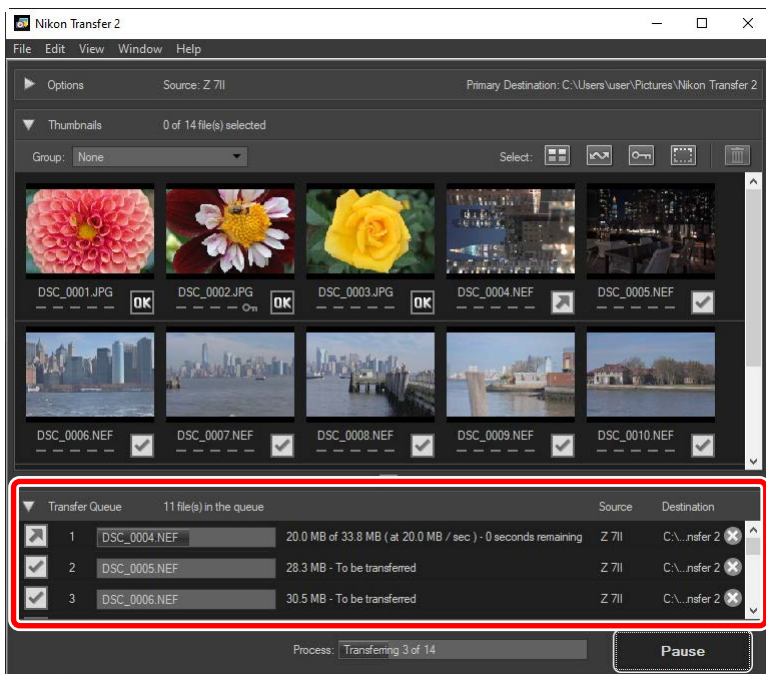 Nikon Transfer 2
File Edit View Window Help
Options Source: Z 7II Primary Destination: C:\Users\user\Pictures\Nikon Transfer 2
Thumbnails 0 of 14 file(s) selected
Group: None Select:
DSC_0001.JPG DSC_0002.JPG DSC_0003.JPG DSC_0004.NEF DSC_0005.NEF
OK OK OK
DSC_0006.NEF DSC_0007.NEF DSC_0008.NEF DSC_0009.NEF DSC_0010.NEF
Transfer Queue 11 file(s) in the queue Source Destination
1 DSC_0004.NEF 20.0 MB of 33.8 MB ( at 20.0 MB / sec ) - 0 seconds remaining Z 7II C:\...nsfer 2
2 DSC_0005.NEF 28.3 MB - To be transferred Z 7II C:\...nsfer 2
3 DSC_0006.NEF 30.5 MB - To be transferred Z 7II C:\...nsfer 2
Process: Transferring 3 of 14 Pause